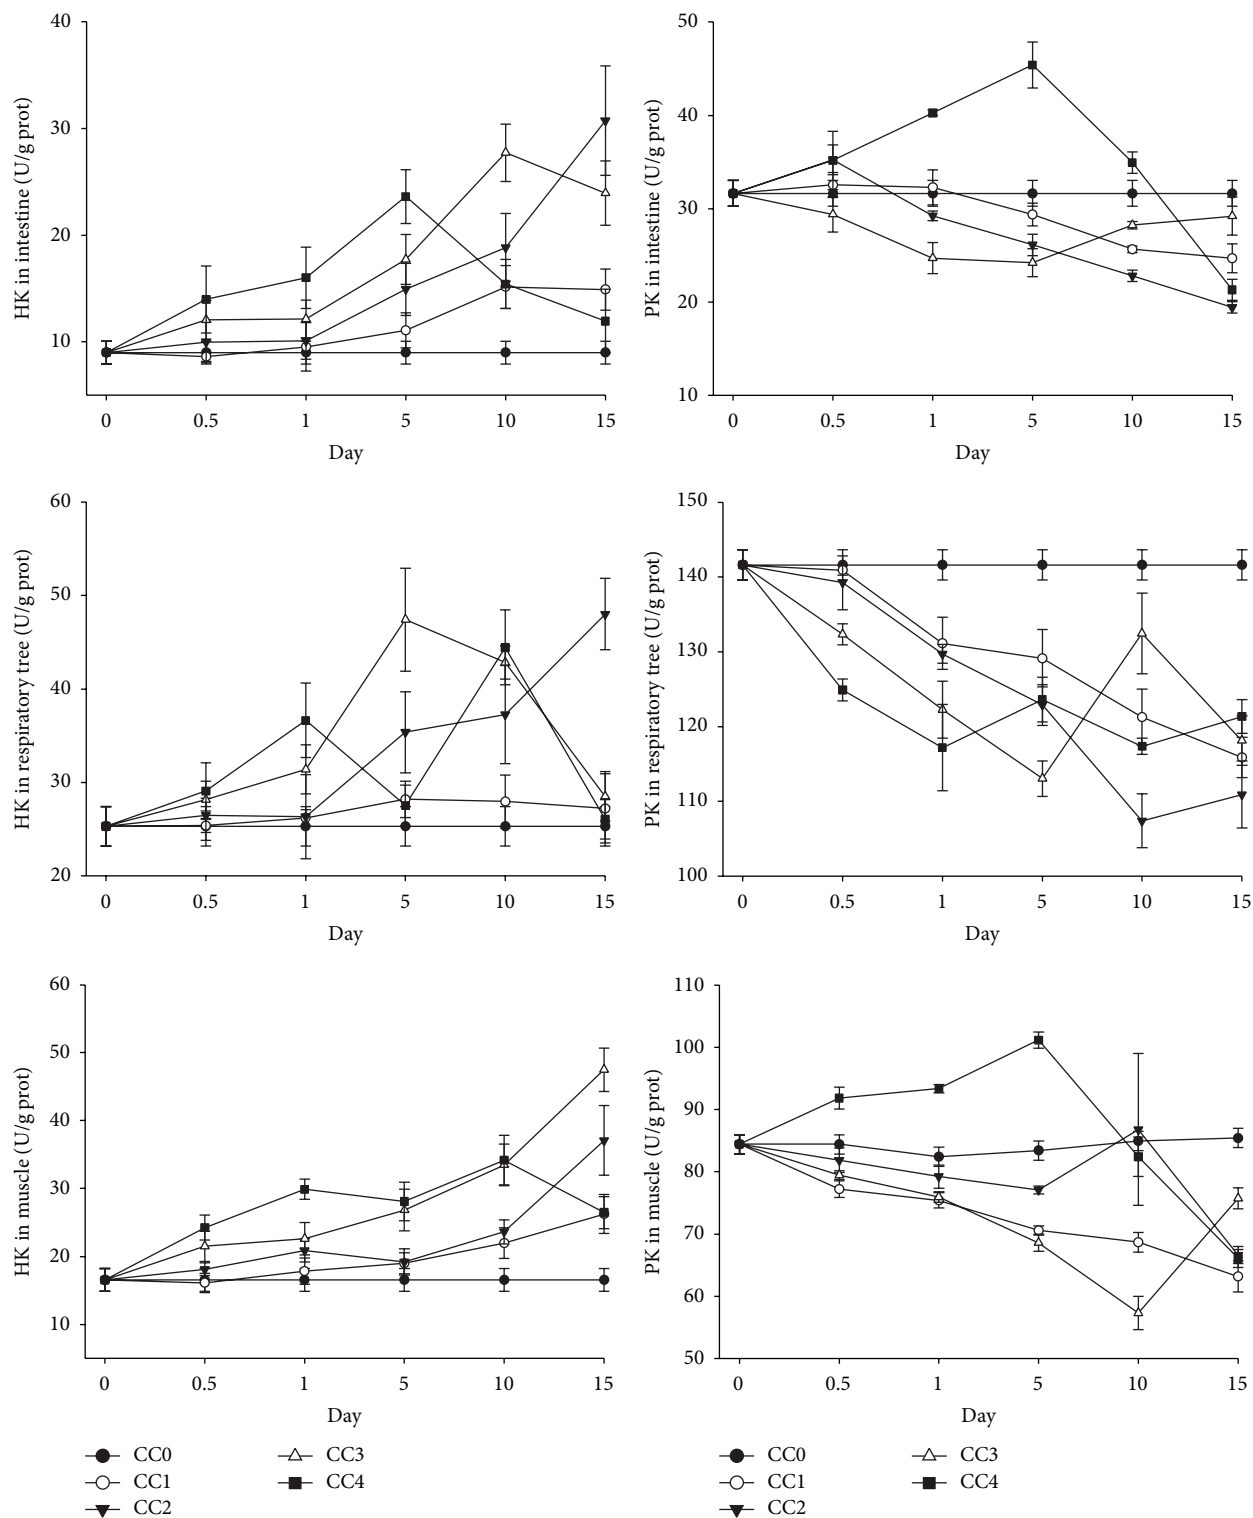 40
30
20
10
HK in intestine (U/g prot)
0 0.5 1 5 10 15
Day
50
40
30
20
10
PK in intestine (U/g prot)
0 0.5 1 5 10 15
Day
60
50
40
30
20
HK in respiratory tree (U/g prot)
0 0.5 1 5 10 15
Day
150
140
130
120
110
100
PK in respiratory tree (U/g prot)
0 0.5 1 5 10 15
Day
60
50
40
30
20
10
HK in muscle (U/g prot)
0 0.5 1 5 10 15
Day
110
100
90
80
70
60
50
PK in muscle (U/g prot)
0 0.5 1 5 10 15
Day
CC0 CC3
CC1 CC4
CC2
CC0 CC3
CC1 CC4
CC2